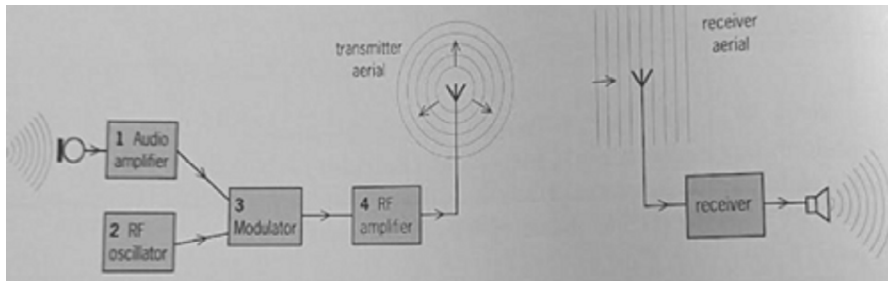 transmitter
aerial
receiver
aerial
1 Audio
amplifier
2 RF
oscillator
3
Modulator
4 RF
amplifier
receiver